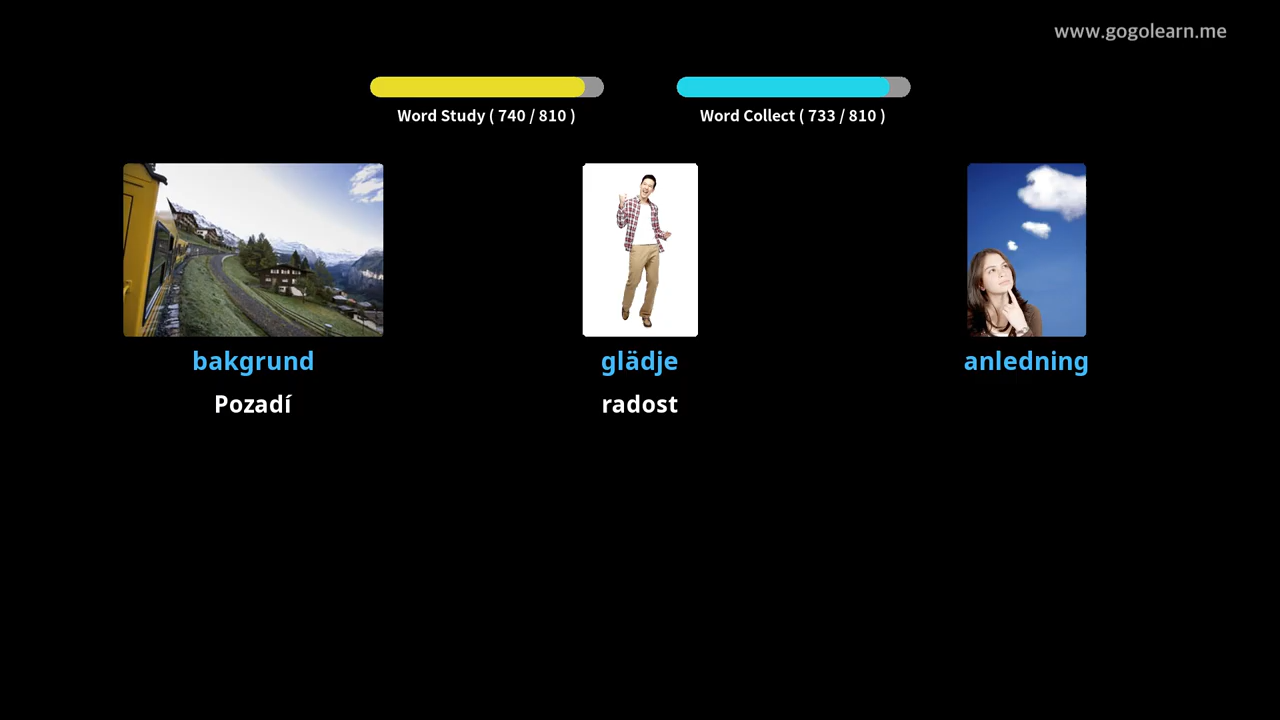 www.gogolearn.me
Word Study ( 740 / 810 )
Word Collect ( 733 / 810 )
bakgrund
glädje
anledning
Pozadí
radost